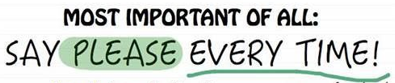 MOST IMPORTANT OF ALL:
SAY PLEASE EVERY TIME!